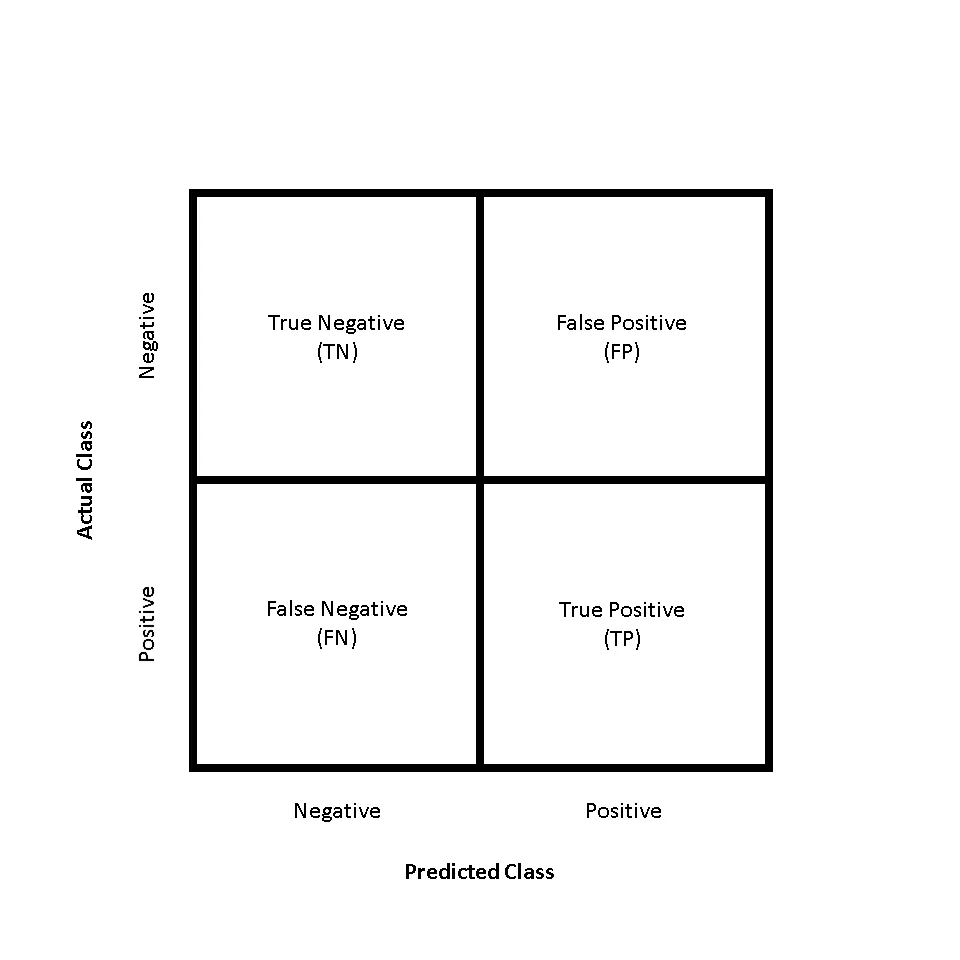 Negative
True Negative
(TN)
False Positive
(FP)
Actual Class
Positive
False Negative
(FN)
True Positive
(TP)
Negative
Positive
Predicted Class